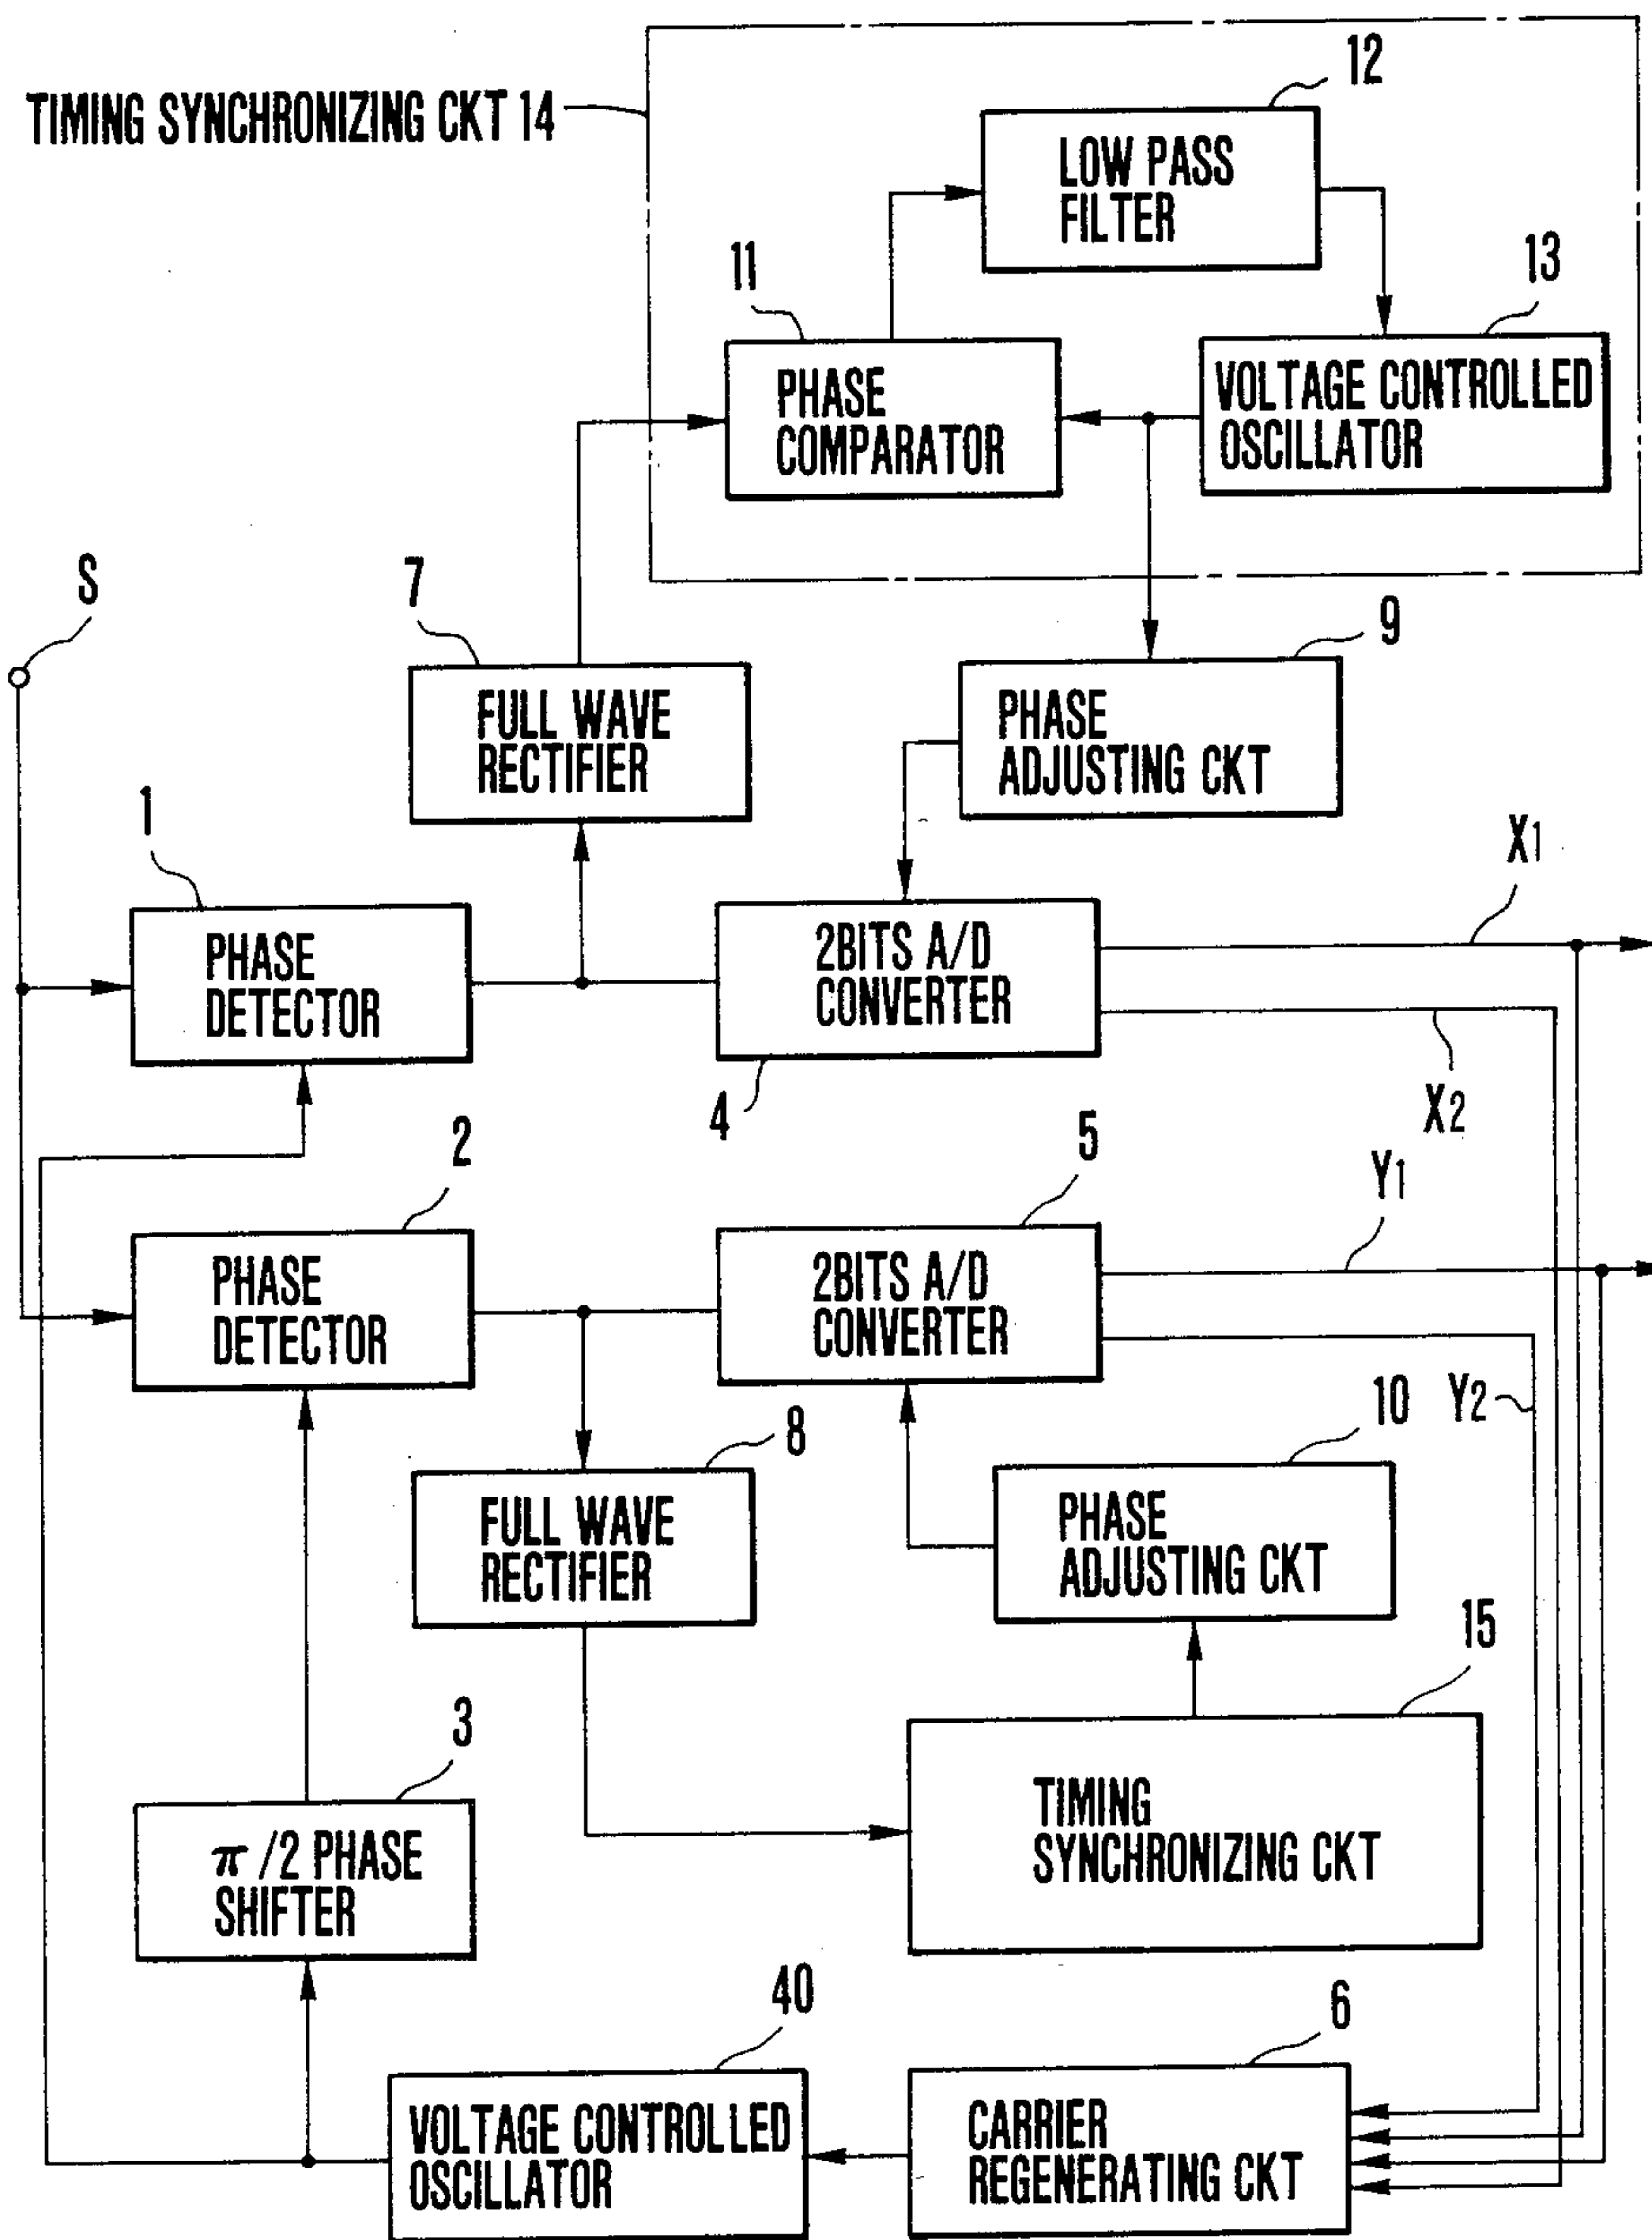 12
TIMING SYNCHRONIZING CKT 14
LOW PASS
FILTER
11
13
PHASE
COMPARATOR
VOLTAGE CONTROLLED
OSCILLATOR
S
7
9
FULL WAVE
RECTIFIER
PHASE
ADJUSTING CKT
1
X1
PHASE
DETECTOR
2BITS A/D
CONVERTER
4
X2
2
5
Y1
PHASE
DETECTOR
2BITS A/D
CONVERTER
Y2
8
10
FULL WAVE
RECTIFIER
PHASE
ADJUSTING CKT
15
3
TIMING
SYNCHRONIZING CKT
π/2 PHASE
SHIFTER
40
6
VOLTAGE CONTROLLED
OSCILLATOR
CARRIER
REGENERATING CKT